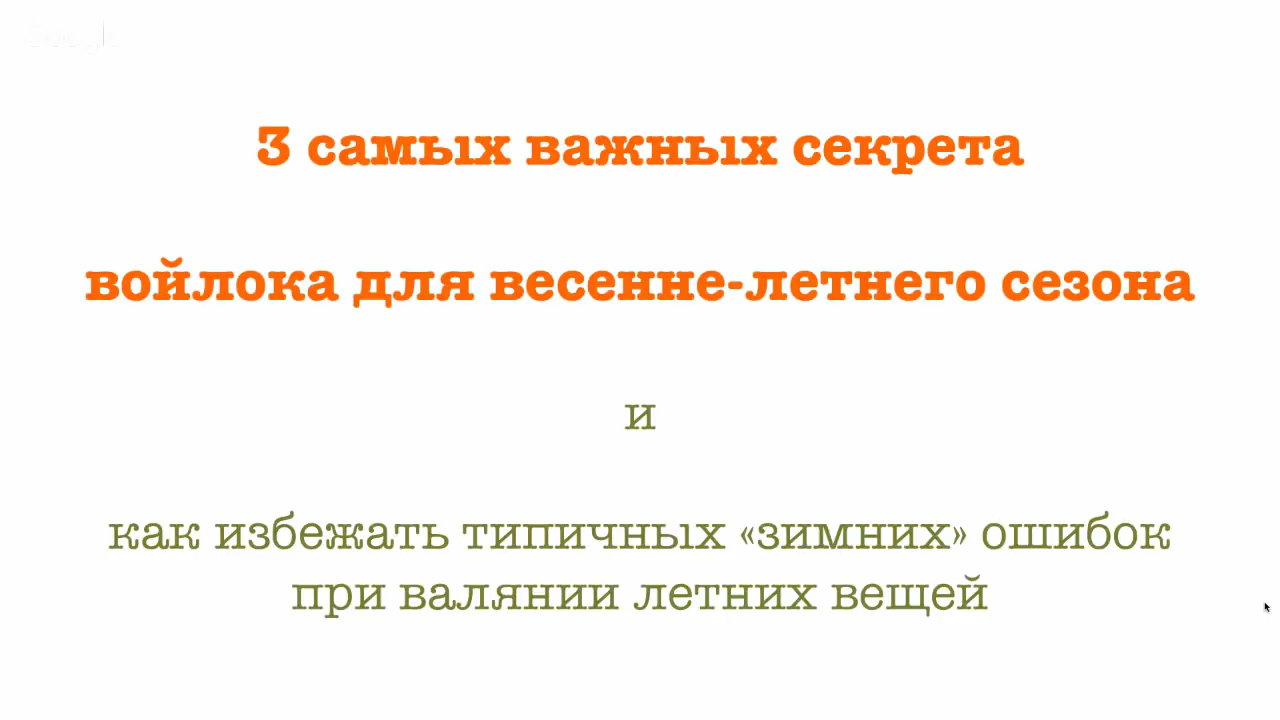 3 самых важных секрета
войлока для весенне-летнего сезона
и
как избежать типичных «зимних» ошибок
при валянии летних вещей